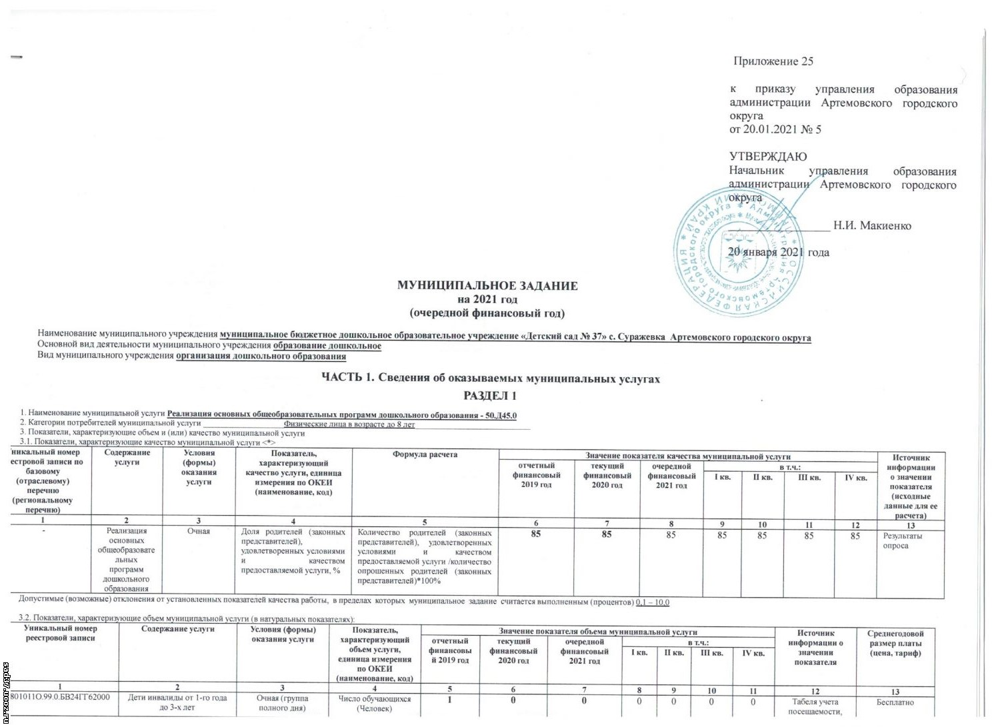 Приложение 25
к приказу управления образования
администрации Артемовского городского
округа
от 20.01.2021 № 5
УТВЕРЖДАЮ
Начальник управления образования
администрации Артемовского городского
округа
Н.И. Макиенко
20 января 2021 года
МУНИЦИПАЛЬНОЕ ЗАДАНИЕ
на 2021 год
(очередной финансовый год)
Наименование муниципального учреждения муниципальное бюджетное дошкольное образовательное учреждение «Детский сад № 37» с. Суражевка Артемовского городского округа
Основной вид деятельности муниципального учреждения образование дошкольное
Вид муниципального учреждения организация дошкольного образования
ЧАСТЬ 1. Сведения об оказываемых муниципальных услугах
РАЗДЕЛ 1
1. Наименование муниципальной услуги Реализация основных общеобразовательных программ дошкольного образования - 50.Д45.0
2. Категории потребителей муниципальной услуги Физические лица в возрасте до 8 лет
3. Показатели, характеризующие объем и (или) качество муниципальной услуги
3.1. Показатели, характеризующие качество муниципальной услуги <*>
никальный номер
естровой записи по
базовому
(отраслевому)
перечню
(региональному
перечню)
Содержание
услуги
Условия
(формы)
оказания
услуги
Показатель,
характеризующий
качество услуги, единица
измерения по ОКЕИ
(наименование, код)
Формула расчета
Значение показателя качества муниципальной услуги
отчетный
финансовый
2019 год
текущий
финансовый
2020 год
очередной
финансовый
2021 год
в т.ч.:
I кв. II кв. III кв. IV кв.
Источник
информации
о значении
показателя
(исходные
данные для ее
расчета)
1 2 3 4 5 6 7 8 9 10 11 12 13
-
Реализация
основных
общеобразовате
льных
программ
дошкольного
образования
Очная
Доля родителей (законных
представителей),
удовлетворенных условиями
и качеством
предоставляемой услуги, %
Количество родителей (законных
представителей), удовлетворенных
условиями и качеством
предоставляемой услуги /количество
опрошенных родителей (законных
представителей)*100%
85 85 85 85 85 85 85
Результаты
опроса
Допустимые (возможные) отклонения от установленных показателей качества работы, в пределах которых муниципальное задание считается выполненным (процентов) 0,1 – 10,0
3.2. Показатели, характеризующие объем муниципальной услуги (в натуральных показателях):
Уникальный номер
реестровой записи
Содержание услуги
Условия (формы)
оказания услуги
Показатель,
характеризующий
объем услуги,
единица измерения
по ОКЕИ
(наименование, код)
Значение показателя объема муниципальной услуги
отчетный
финансовы
й 2019 год
текущий
финансовый
2020 год
очередной
финансовый
2021 год
в т.ч.:
I кв. II кв. III кв. IV кв.
Источник
информации о
значении
показателя
Среднегодовой
размер платы
(цена, тариф)
1 2 3 4 5 6 7 8 9 10 11 12 13
801011О.99.0.БВ24ГГ62000
Дети инвалиды от 1-го года
до 3-х лет
Очная (группа
полного дня)
Число обучающихся
(Человек)
1 0 0 0 0 0 0
Табеля учета
посещаемости,
Бесплатно
РОССИЙСКАЯ ФЕДЕРАЦИЯ * ПРИМОРСКИЙ КРАЙ *
Администрация Артемовского городского округа *